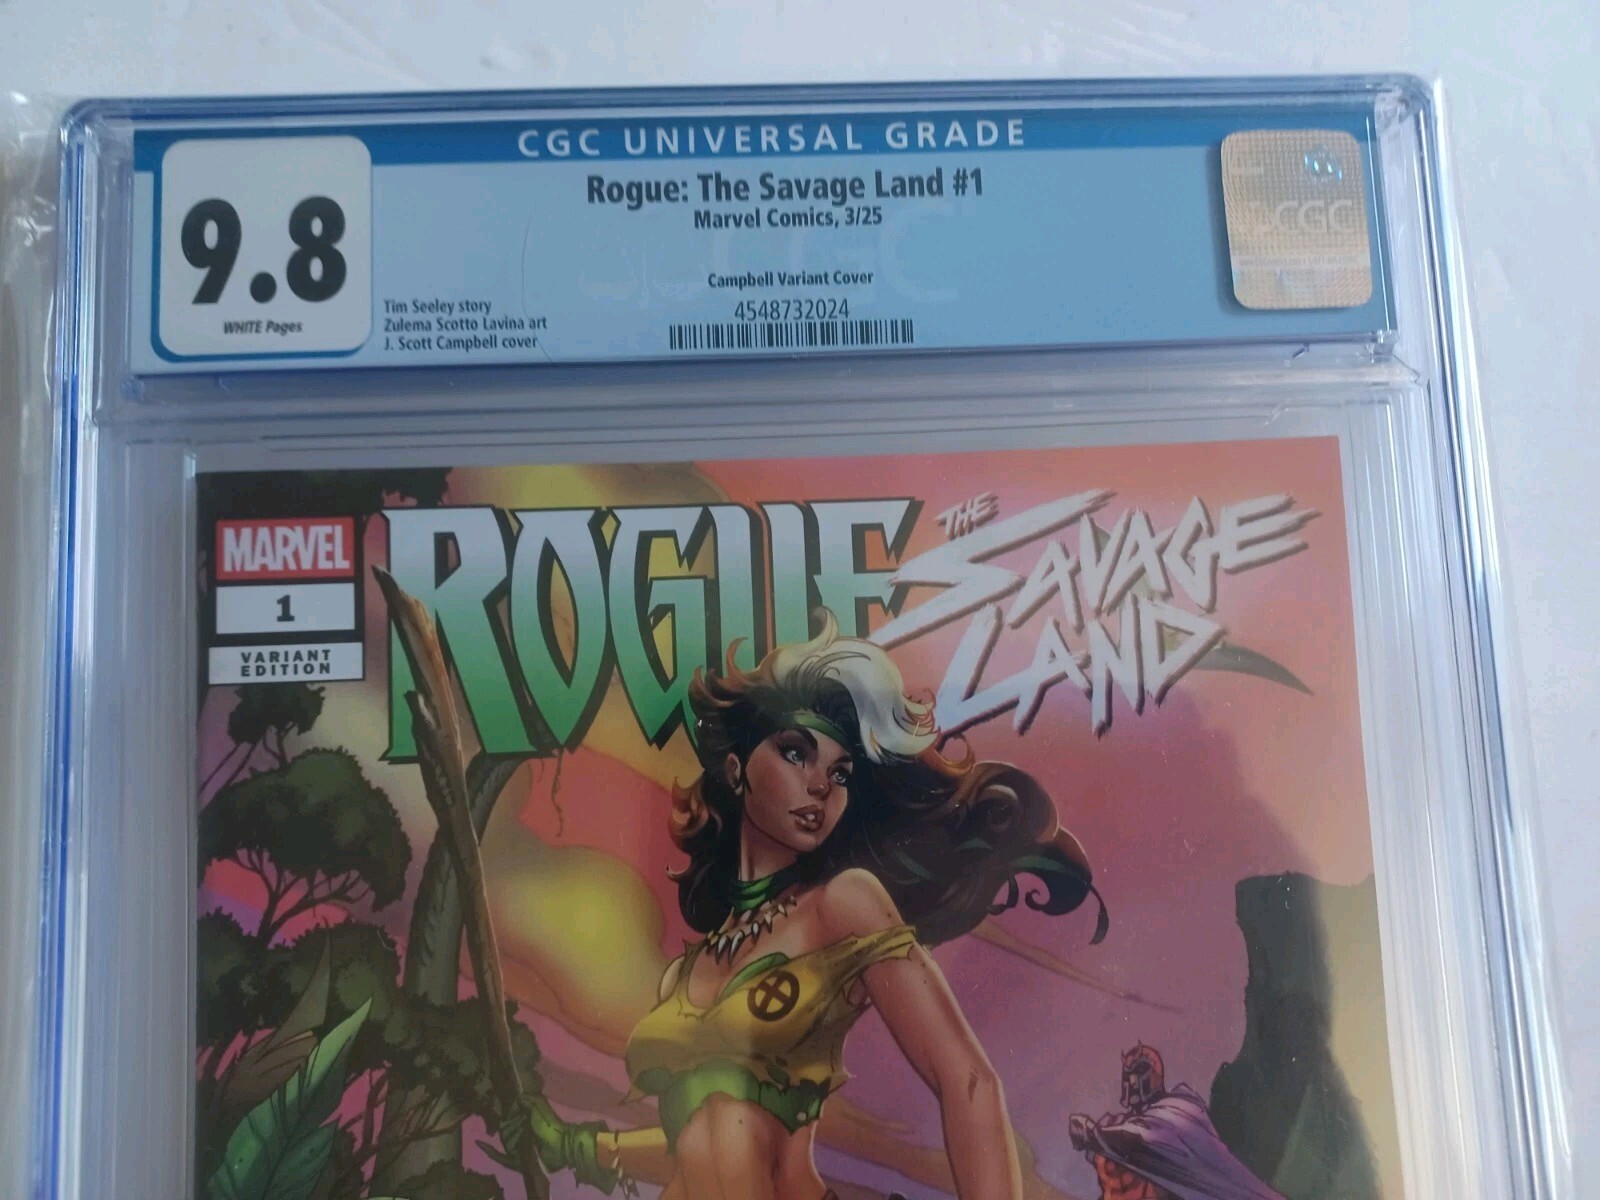 CGC UNIVERSAL GRADE
9.8
WHITE Pages
Rogue: The Savage Land #1
Marvel Comics, 3/25
Campbell Variant Cover
4548732024
Tim Seeley story
Zulema Scotto Lavina art
J. Scott Campbell cover
CGC
MARVEL
1
VARIANT
EDITION
ROGUE
THE
SAVAGE
LAND